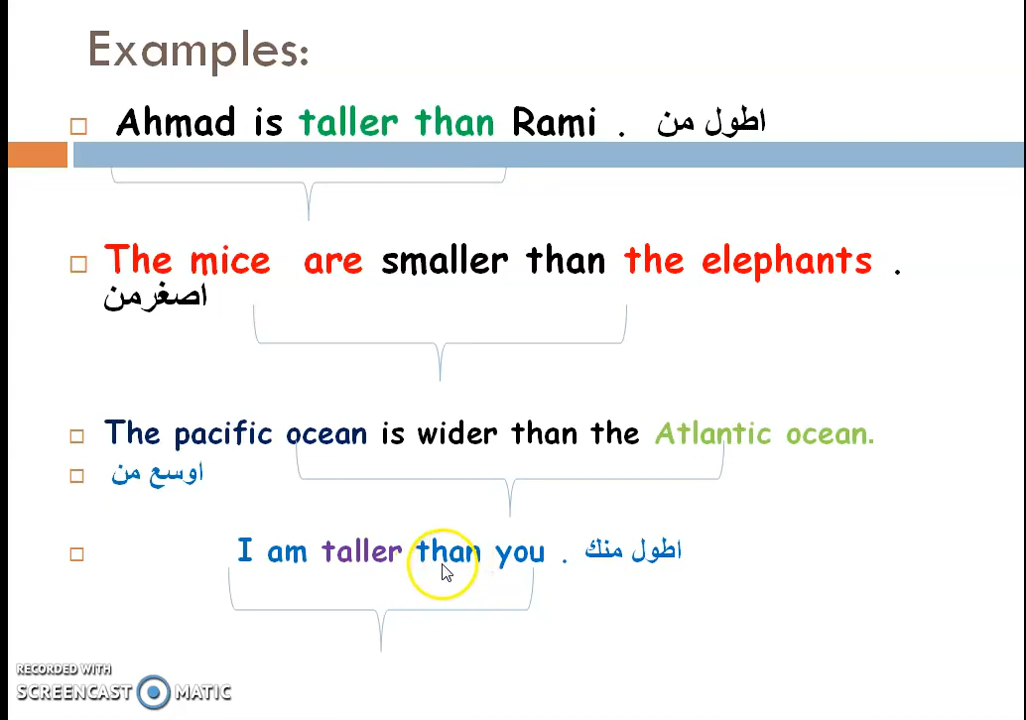 Examples:
Ahmad is taller than Rami . اطول من
The mice are smaller than the elephants .
اصغرمن
The pacific ocean is wider than the Atlantic ocean.
اوسع من
I am taller than you . اطول منك
RECORDED WITH
SCREENCAST MATIC